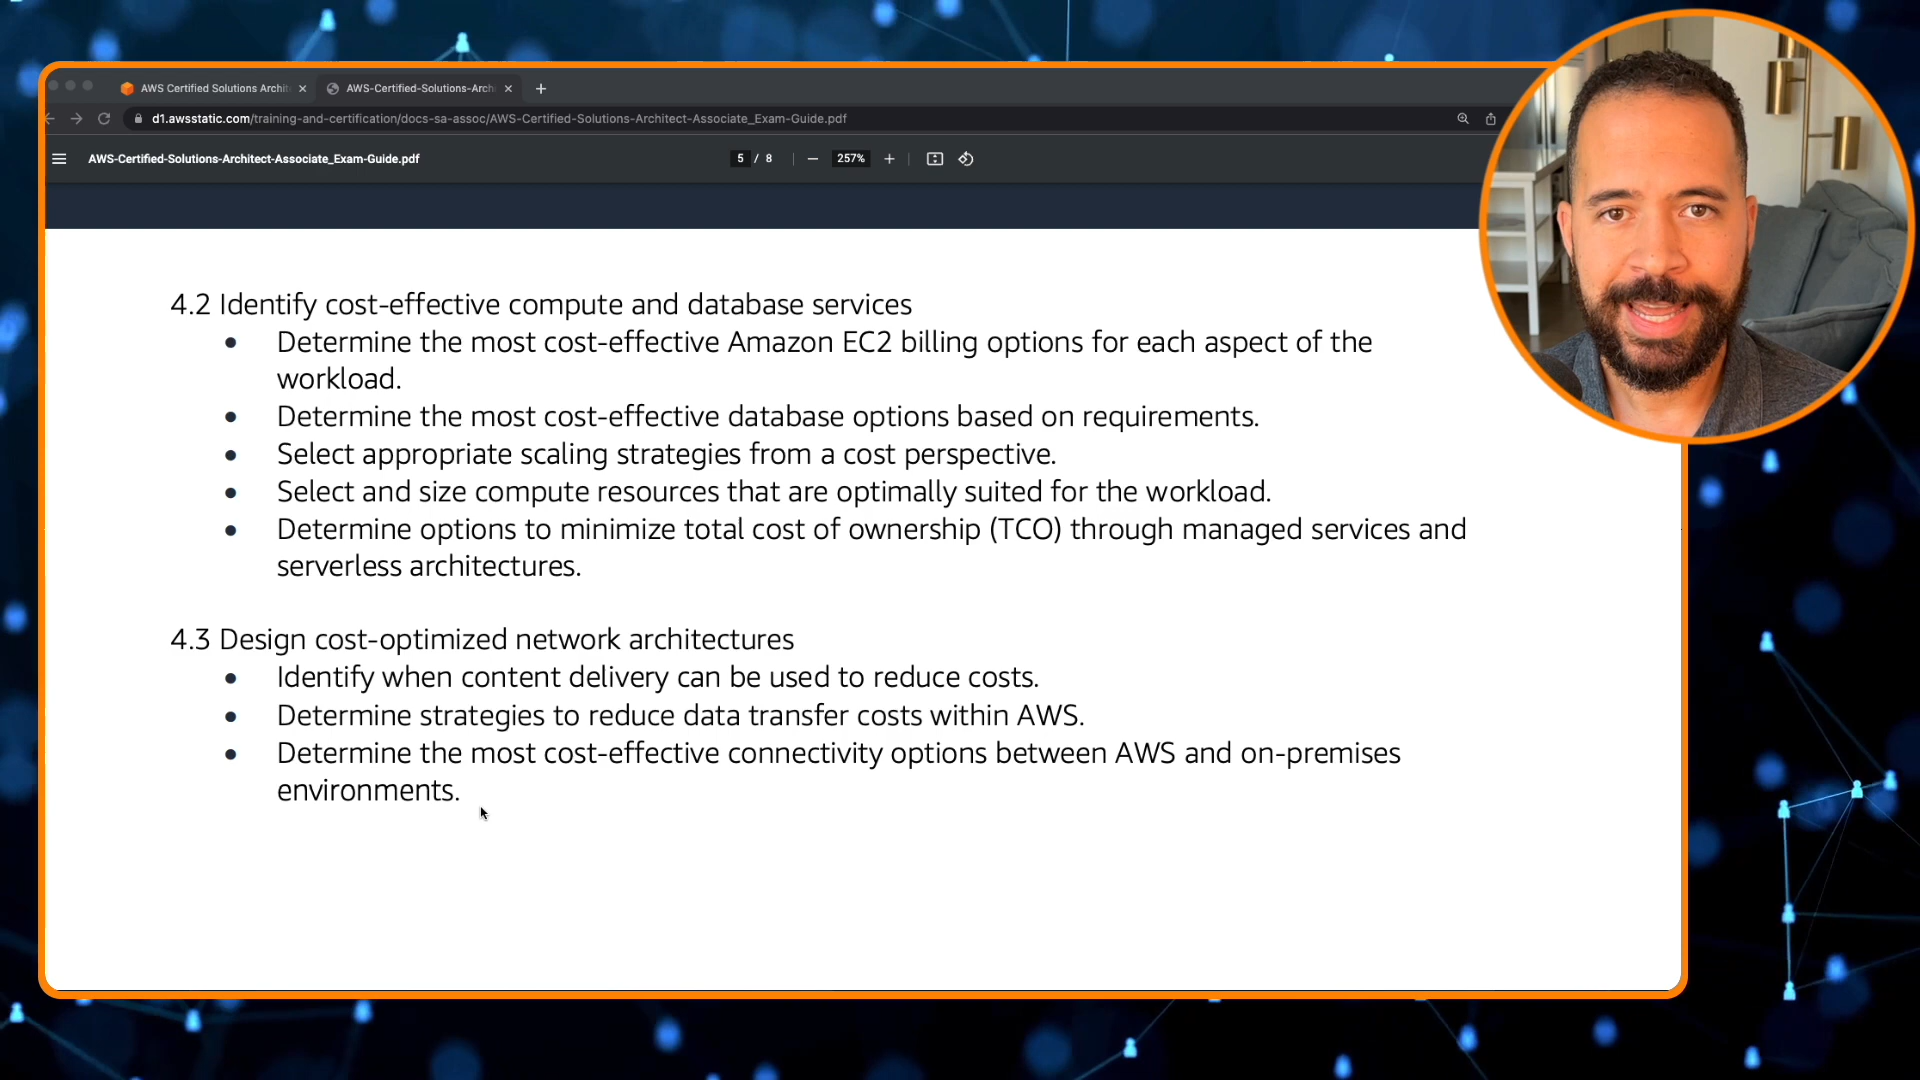 AWS Certified Solutions Archit
AWS-Certified-Solutions-Arch
d1.awsstatic.com/training-and-certification/docs-sa-assoc/AWS-Certified-Solutions-Architect-Associate_Exam-Guide.pdf
AWS-Certified-Solutions-Architect-Associate_Exam-Guide.pdf
5 / 8
257%
4.2 Identify cost-effective compute and database services
• Determine the most cost-effective Amazon EC2 billing options for each aspect of the
workload.
• Determine the most cost-effective database options based on requirements.
• Select appropriate scaling strategies from a cost perspective.
• Select and size compute resources that are optimally suited for the workload.
• Determine options to minimize total cost of ownership (TCO) through managed services and
serverless architectures.
4.3 Design cost-optimized network architectures
• Identify when content delivery can be used to reduce costs.
• Determine strategies to reduce data transfer costs within AWS.
• Determine the most cost-effective connectivity options between AWS and on-premises
environments.